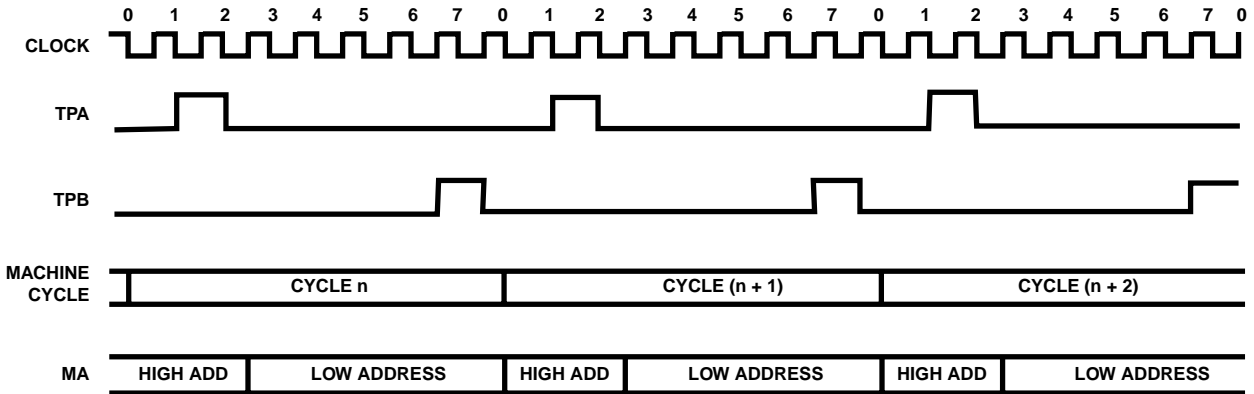 0 1 2 3 4 5 6 7 0 1 2 3 4 5 6 7 0 1 2 3 4 5 6 7 0
CLOCK
TPA
TPB
MACHINE
CYCLE
CYCLE n CYCLE (n + 1) CYCLE (n + 2)
MA HIGH ADD LOW ADDRESS HIGH ADD LOW ADDRESS HIGH ADD LOW ADDRESS